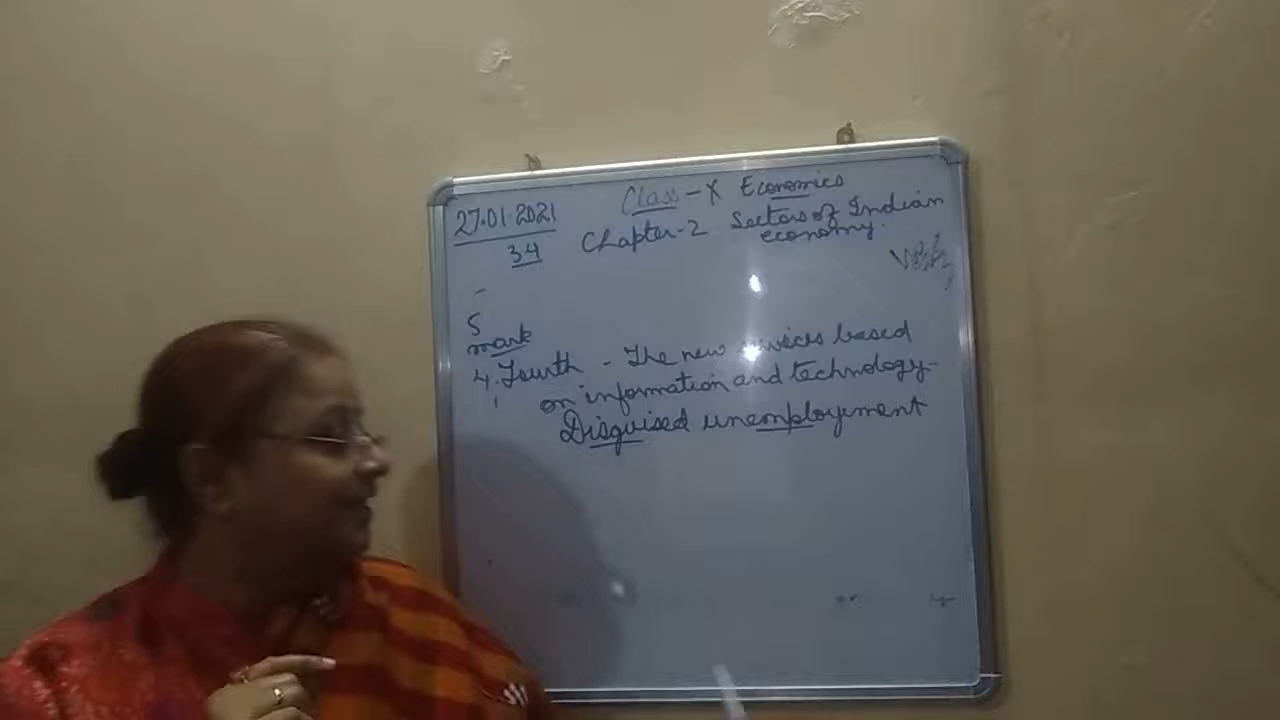 Class-X Economics
27.01.2021
Chapter-2 Sectors of Indian
economy.
34
5
mark
4. Fourth - The new services based
on information and technology.
Disguised unemployement